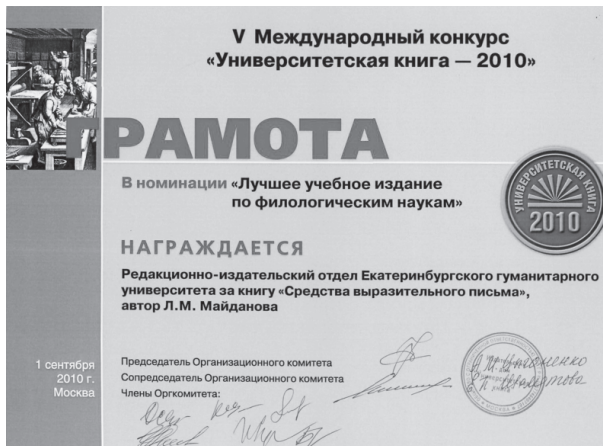 V Международный конкурс
«Университетская книга — 2010»
ГРАМОТА
В номинации «Лучшее учебное издание
по филологическим наукам»
УНИВЕРСИТЕТСКАЯ КНИГА
2010
НАГРАЖДАЕТСЯ
Редакционно-издательский отдел Екатеринбургского гуманитарного
университета за книгу «Средства выразительного письма»,
автор Л.М. Майданова
1 сентября
2010 г.
Москва
Председатель Организационного комитета
Сопредседатель Организационного комитета
Члены Оргкомитета: